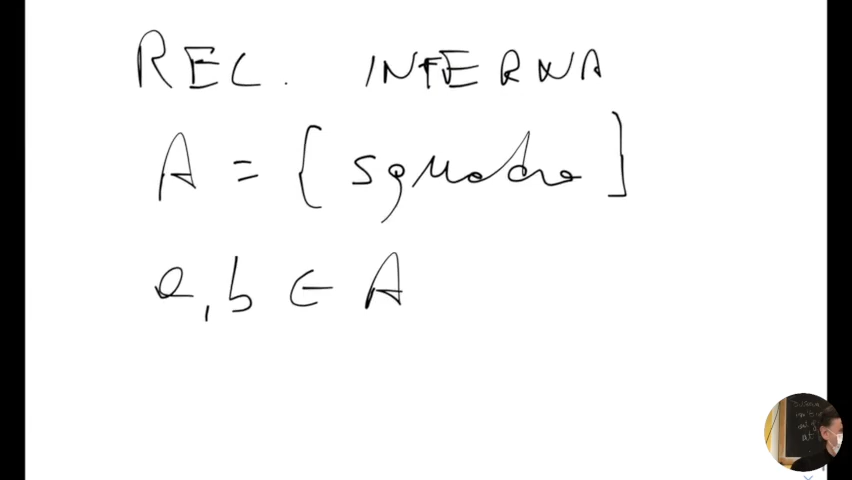 REL. INTERNA
A = { squadra }
a, b ∈ A